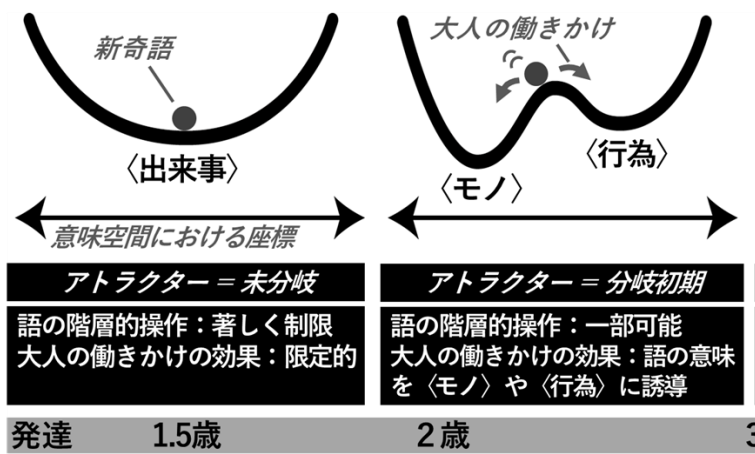 新奇語
〈出来事〉
意味空間における座標
アトラクター＝未分岐
語の階層的操作：著しく制限
大人の働きかけの効果：限定的
大人の働きかけ
〈モノ〉
〈行為〉
アトラクター＝分岐初期
語の階層的操作：一部可能
大人の働きかけの効果：語の意味
を〈モノ〉や〈行為〉に誘導
発達 1.5歳 2歳